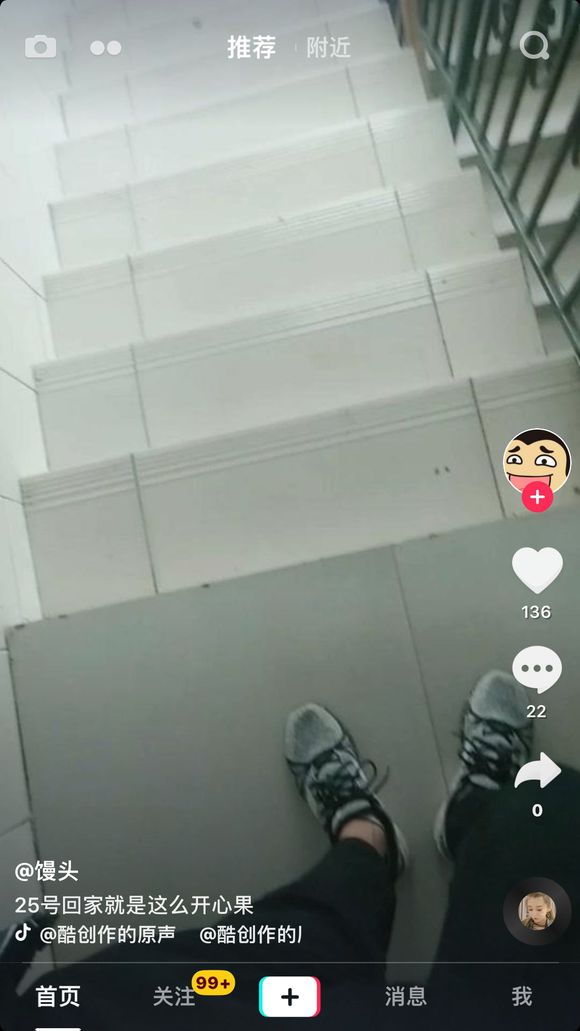 推荐
附近
136
22
0
@馒头
25号回家就是这么开心果
@酷创作的原声 @酷创作的
首页
关注
99+
消息
我